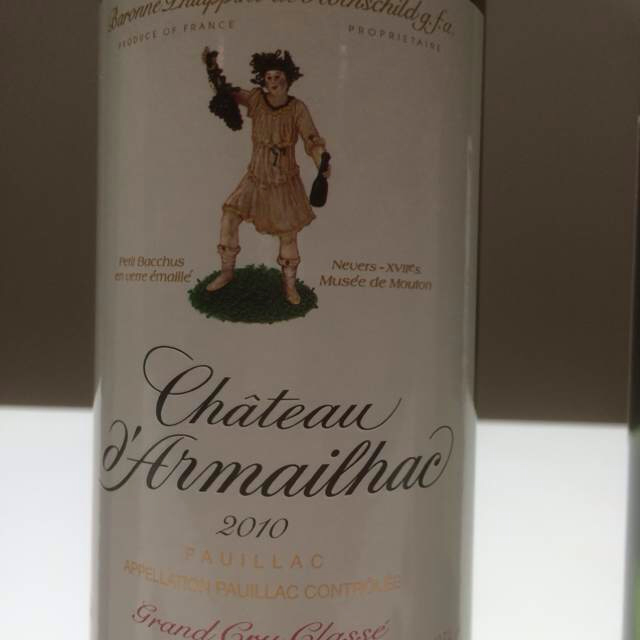 Baronne Philippine de Rothschild g.f.a.
PRODUCE OF FRANCE
PROPRIÉTAIRE
Petit Bacchus
en verre émaillé
Nevers - XVIIe s.
Musée de Mouton
Château
d'Armailhac
2010
PAUILLAC
APPELLATION PAUILLAC CONTRÔLÉE
Grand Cru Classé